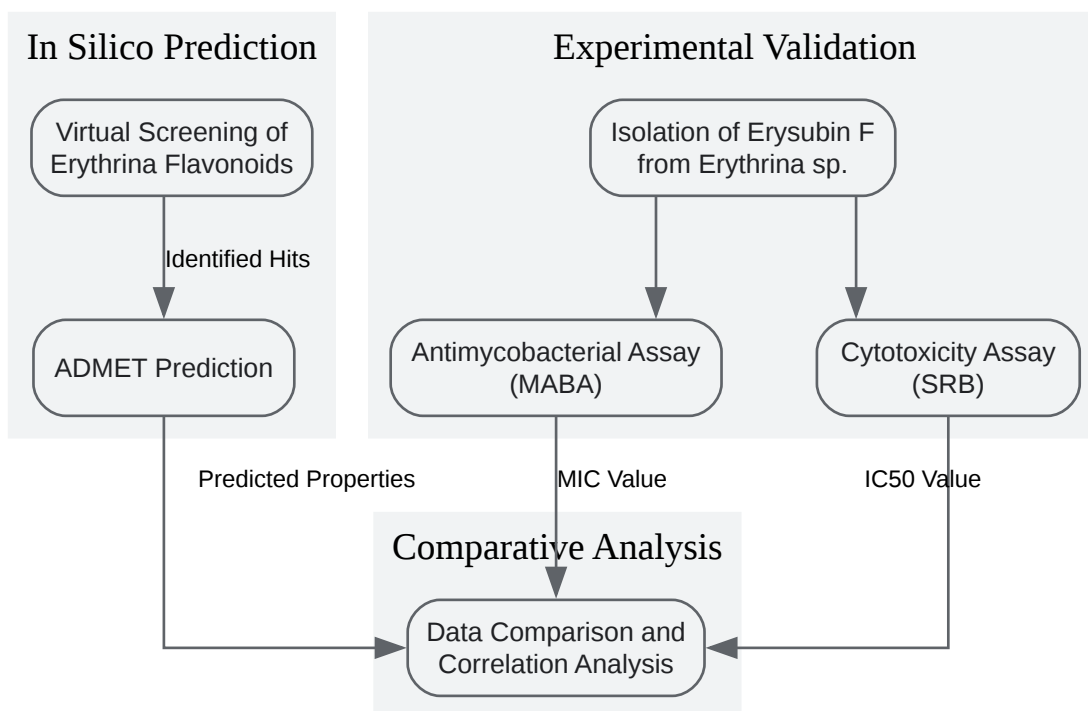 In Silico Prediction
Virtual Screening of
Erythrina Flavonoids
Identified Hits
ADMET Prediction
Predicted Properties
Experimental Validation
Isolation of Erysubin F
from Erythrina sp.
Antimycobacterial Assay
(MABA)
Cytotoxicity Assay
(SRB)
MIC Value
IC50 Value
Comparative Analysis
Data Comparison and
Correlation Analysis